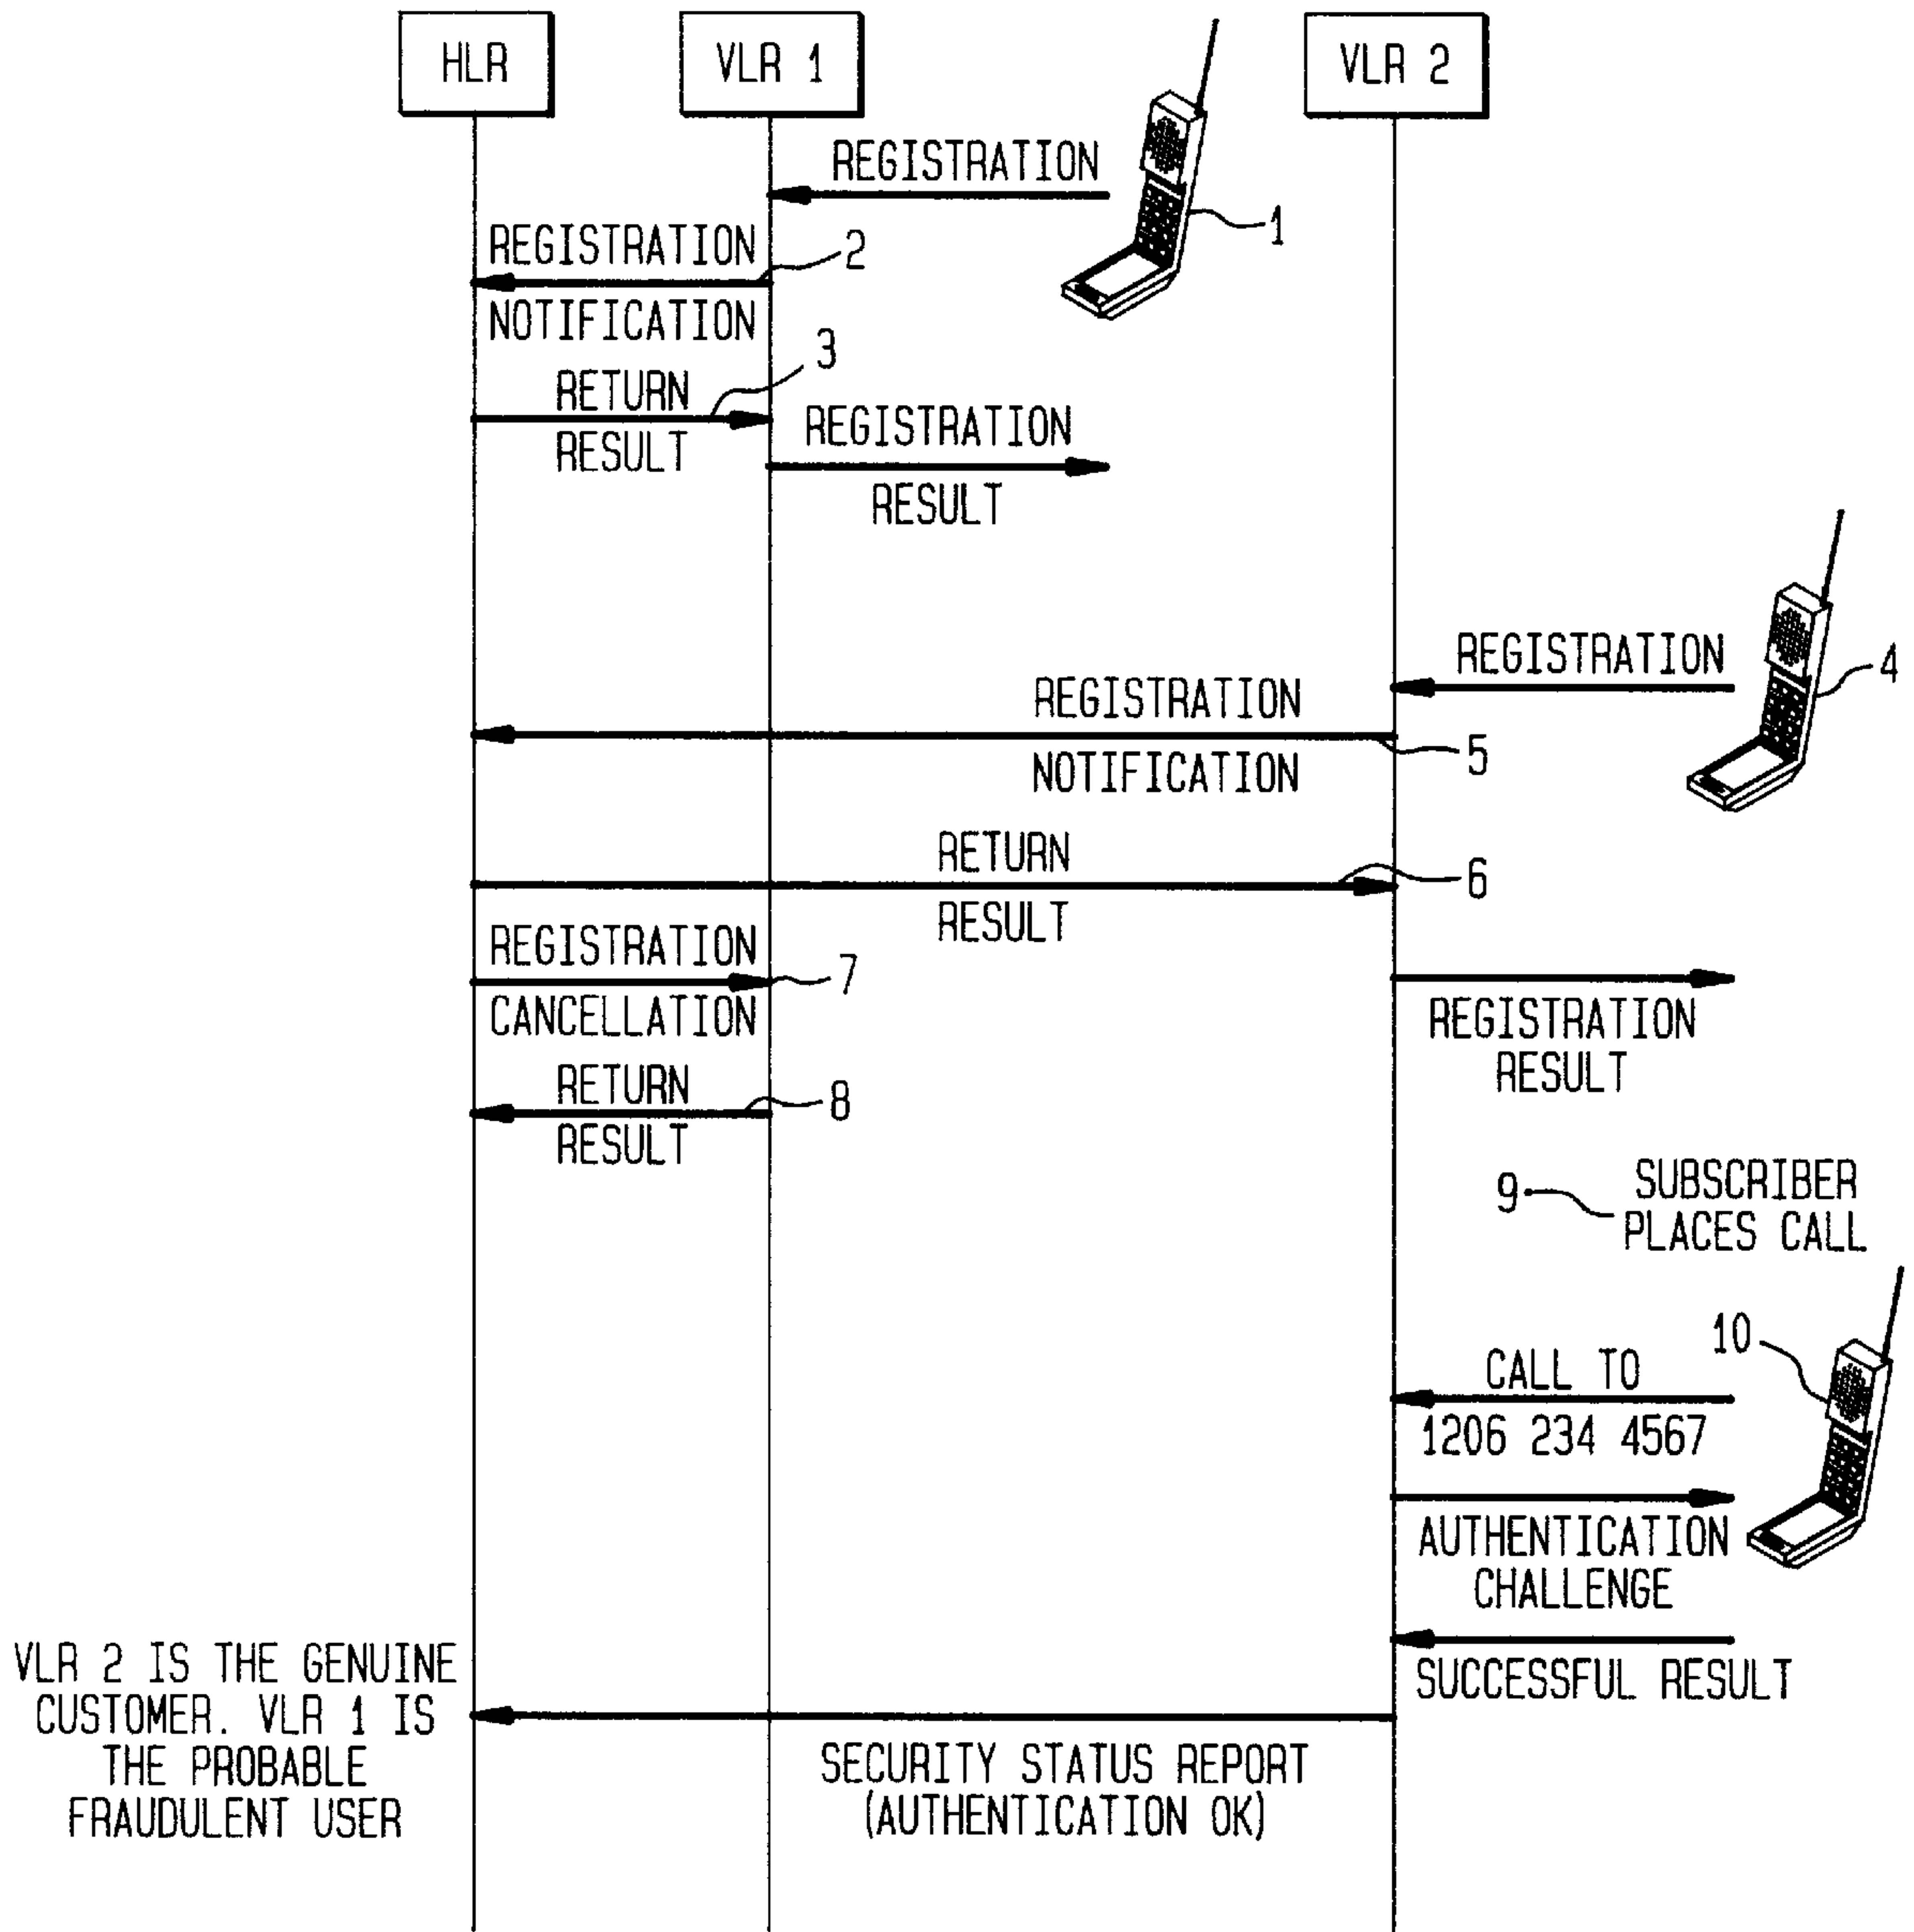 HLR
VLR 1
VLR 2
REGISTRATION
1
REGISTRATION
2
NOTIFICATION
3
RETURN
RESULT
REGISTRATION
RESULT
REGISTRATION
4
REGISTRATION
5
NOTIFICATION
RETURN
6
RESULT
REGISTRATION
7
CANCELLATION
REGISTRATION
RESULT
RETURN
8
RESULT
9
SUBSCRIBER
PLACES CALL
10
CALL TO
1206 234 4567
AUTHENTICATION
CHALLENGE
SUCCESSFUL RESULT
VLR 2 IS THE GENUINE
CUSTOMER. VLR 1 IS
THE PROBABLE
FRAUDULENT USER
SECURITY STATUS REPORT
(AUTHENTICATION OK)